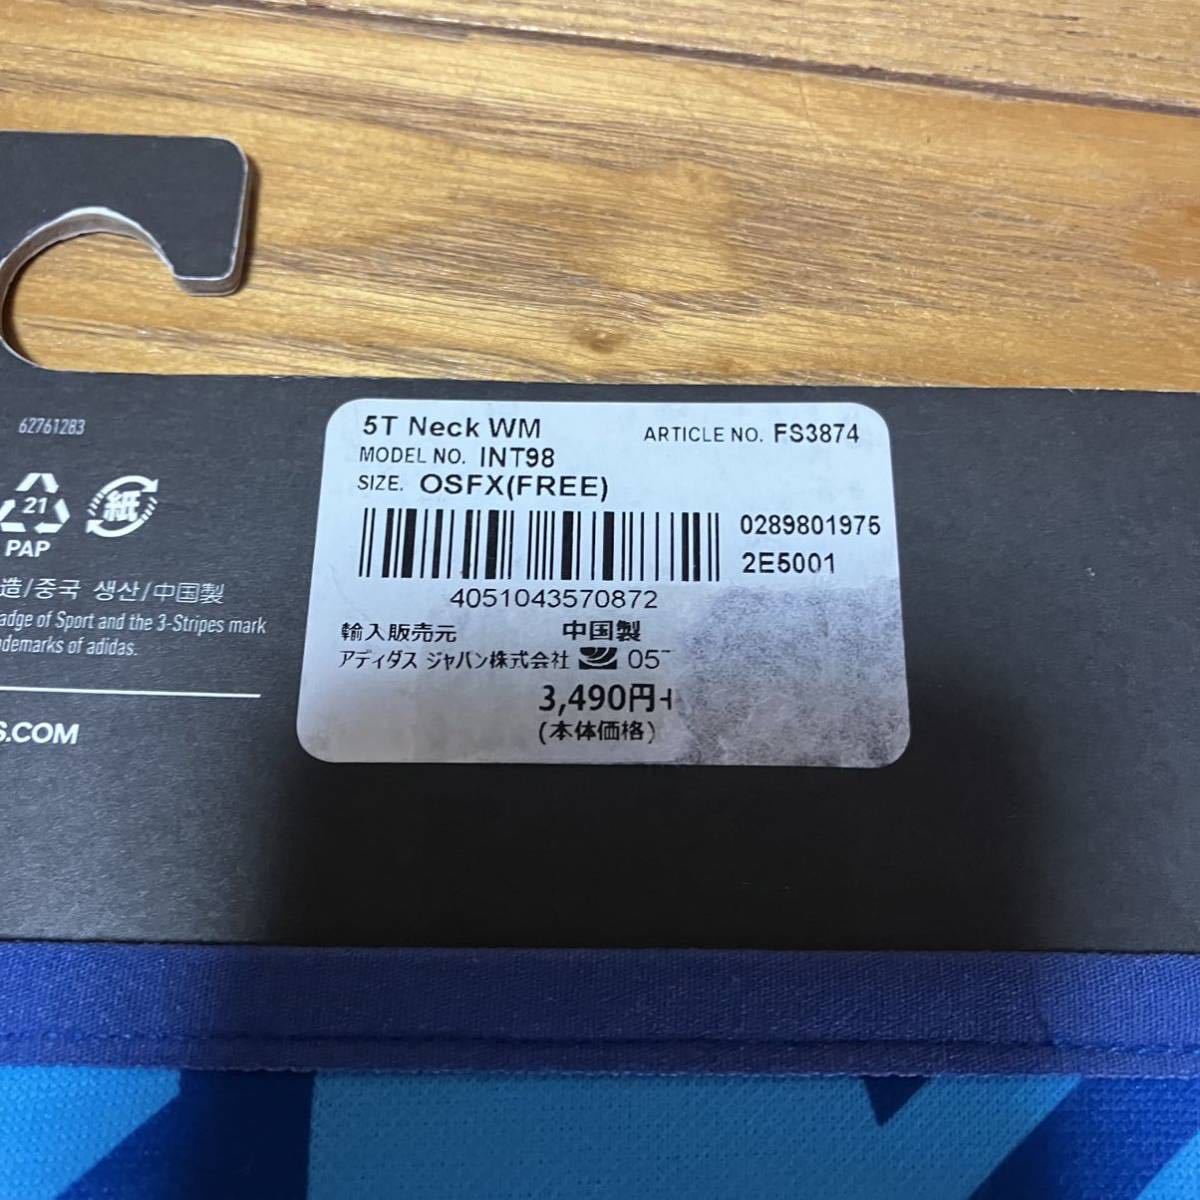 62761283
21
紙
PAP
造/중국 생산/中国製
adge of Sport and the 3-Stripes mark
demarks of adidas.
S.COM
5T Neck WM
ARTICLE NO. FS3874
MODEL NO. INT98
SIZE. OSFX(FREE)
0289801975
2E5001
4051043570872
輸入販売元 中国製
アディダス ジャパン株式会社 05
3,490円+
(本体価格)